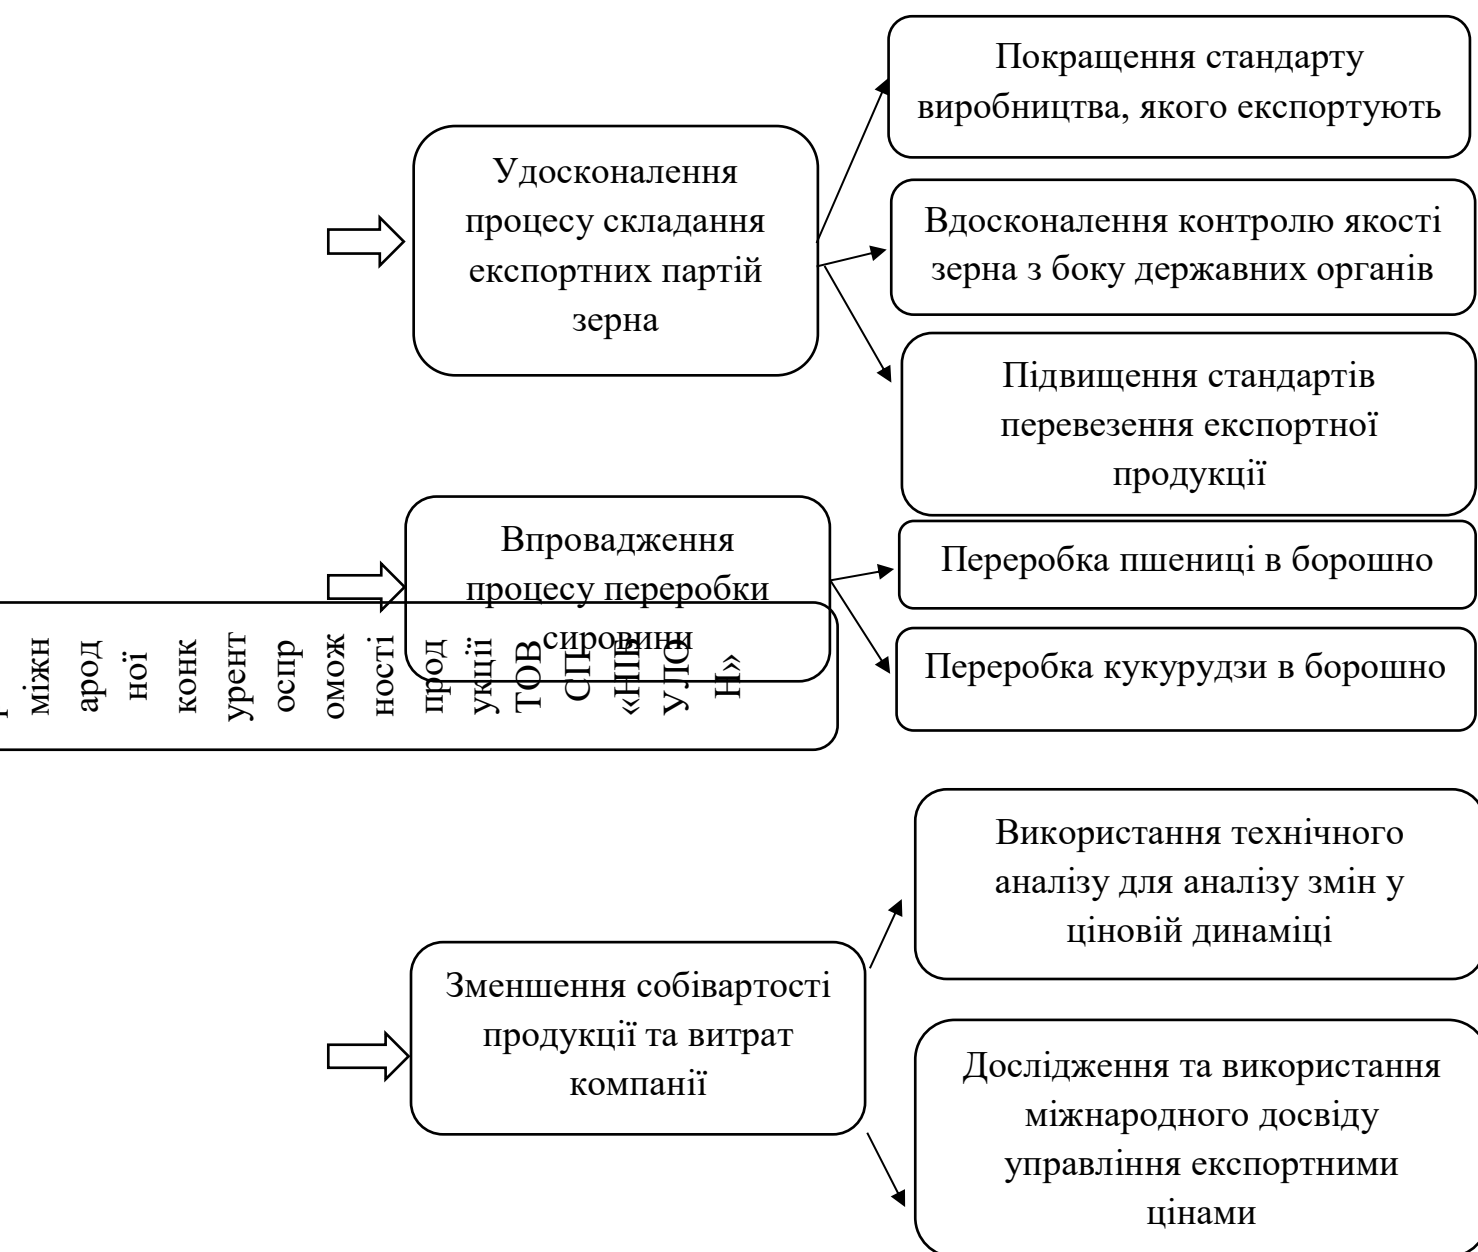 Покращення стандарту
виробництва, якого експортують
Удосконалення
процесу складання
експортних партій
зерна
Вдосконалення контролю якості
зерна з боку державних органів
Підвищення стандартів
перевезення експортної
продукції
Впровадження
процесу переробки
сировини
Переробка пшениці в борошно
Переробка кукурудзи в борошно
міжн
арод
ної
конк
урент
оспр
омож
ності
прод
укції
ТОВ
СП
«НІБ
УЛО
Н»
Використання технічного
аналізу для аналізу змін у
ціновій динаміці
Зменшення собівартості
продукції та витрат
компанії
Дослідження та використання
міжнародного досвіду
управління експортними
цінами